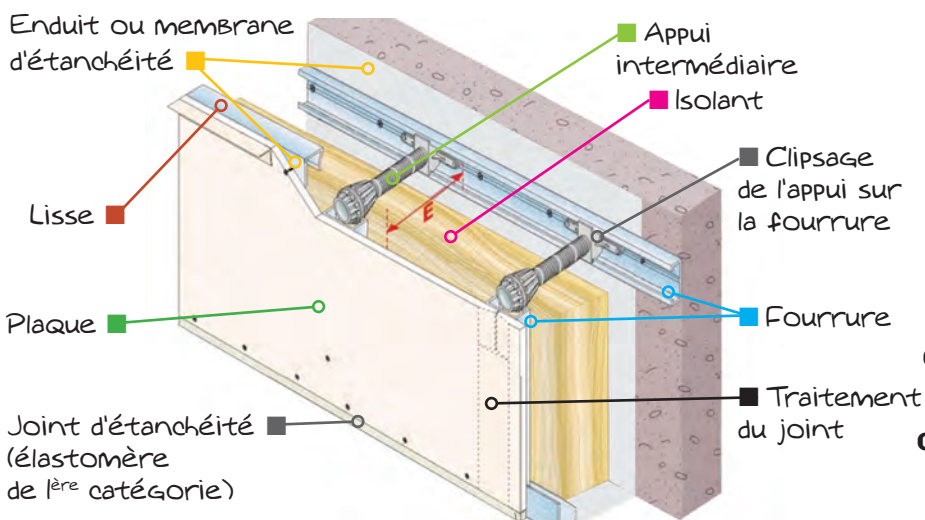 Enduit ou membrane
d'étanchéité
Appui
intermédiaire
Isolant
Clipsage
de l'appui sur
la fourrure
Lisse
E
Plaque
Fourrure
Joint d'étanchéité
(élastomère
de 1ère catégorie)
Traitement
du joint